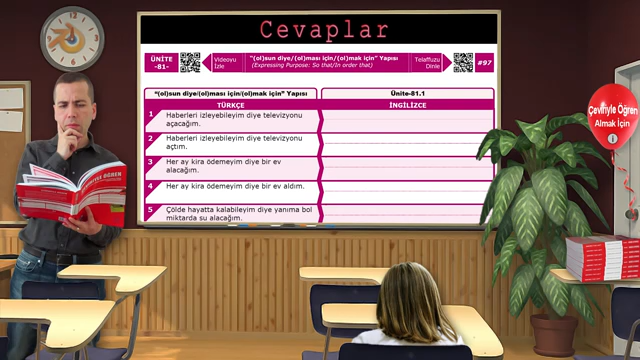 Cevaplar
ÜNİTE
-81-
Videoyu
İzle
"(ol)sun diye/(ol)ması için/(ol)mak için" Yapısı
(Expressing Purpose: So that/In order that)
Telaffuzu
Dinle
#97
"(ol)sun diye/(ol)ması için/(ol)mak için" Yapısı
Ünite-81.1
TÜRKÇE
İNGİLİZCE
1 Haberleri izleyebileyim diye televizyonu
açacağım.
2 Haberleri izleyebileyim diye televizyonu
açtım.
3 Her ay kira ödemeyim diye bir ev
alacağım.
4 Her ay kira ödemeyim diye bir ev aldım.
5 Çölde hayatta kalabileyim diye yanıma bol
miktarda su alacağım.
Çeviriyle Öğren
Almak İçin